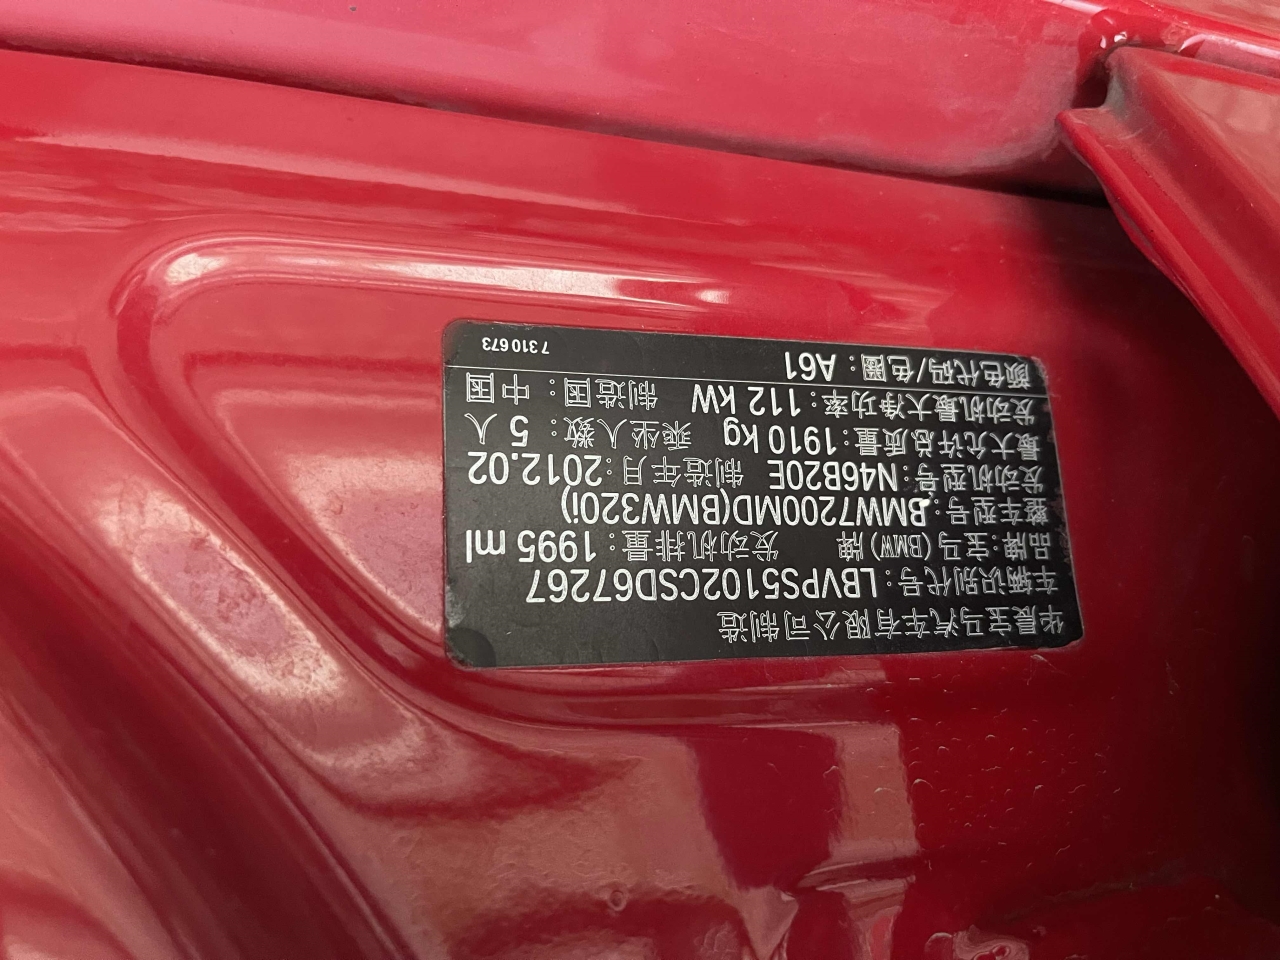 华晨宝马汽车有限公司制造
车辆识别代号：LBVPS5102CSD67267
品牌：宝马（BMW）牌 发动机排量：1995 ml
整车型号：BMW7200MD(BMW320i)
发动机型号：N46B20E 制造年月：2012.02
最大允许总质量：1910 kg 乘坐人数：5 人
发动机最大净功率：112 kW 制造国：中国
颜色代码/色圈：A61
7 310 673